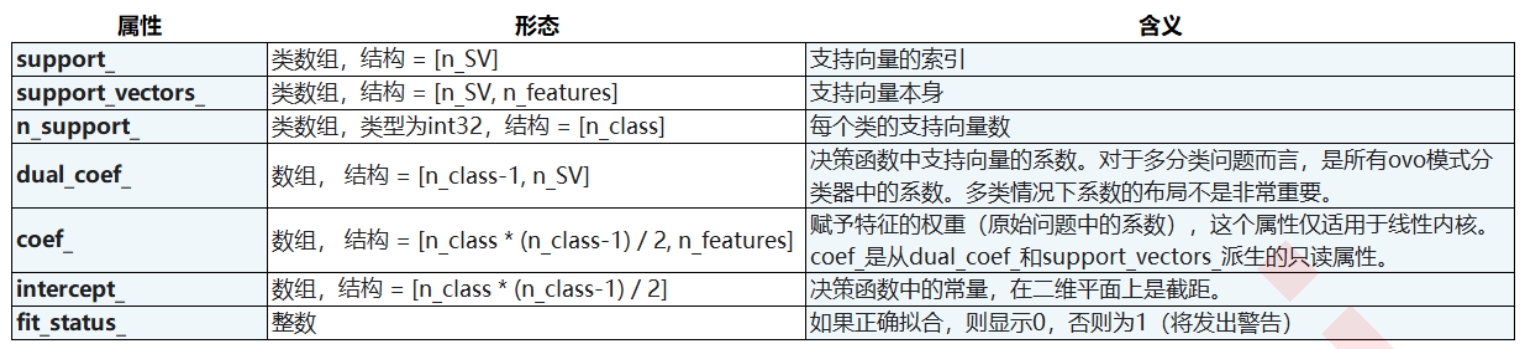 属性 形态 含义
support_ 类数组，结构 = [n_SV] 支持向量的索引
support_vectors_ 类数组，结构 = [n_SV, n_features] 支持向量本身
n_support_ 类数组，类型为int32，结构 = [n_class] 每个类的支持向量数
dual_coef_ 数组， 结构 = [n_class-1, n_SV] 决策函数中支持向量的系数。对于多分类问题而言，是所有ovo模式分
类器中的系数。多类情况下系数的布局不是非常重要。
coef_ 数组， 结构 = [n_class * (n_class-1) / 2, n_features] 赋予特征的权重（原始问题中的系数），这个属性仅适用于线性内核。
coef_是从dual_coef_和support_vectors_派生的只读属性。
intercept_ 数组，结构 = [n_class * (n_class-1) / 2] 决策函数中的常量，在二维平面上是截距。
fit_status_ 整数 如果正确拟合，则显示0，否则为1（将发出警告）